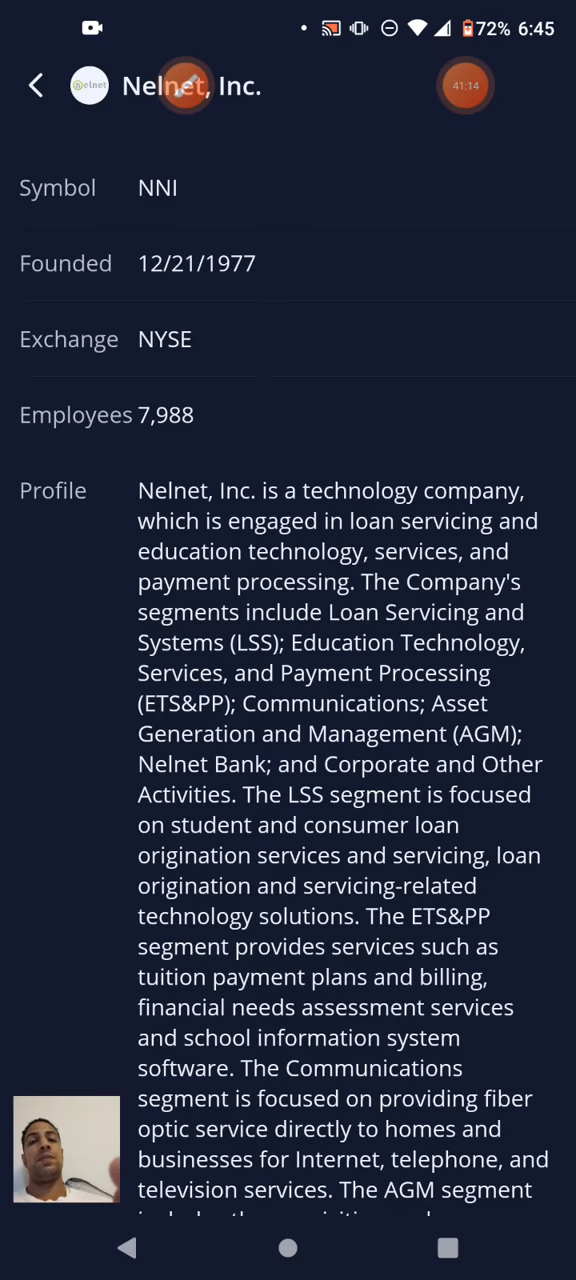 72% 6:45
nelnet
Nelnet, Inc.
41:14
Symbol NNI
Founded 12/21/1977
Exchange NYSE
Employees 7,988
Profile Nelnet, Inc. is a technology company,
which is engaged in loan servicing and
education technology, services, and
payment processing. The Company's
segments include Loan Servicing and
Systems (LSS); Education Technology,
Services, and Payment Processing
(ETS&PP); Communications; Asset
Generation and Management (AGM);
Nelnet Bank; and Corporate and Other
Activities. The LSS segment is focused
on student and consumer loan
origination services and servicing, loan
origination and servicing-related
technology solutions. The ETS&PP
segment provides services such as
tuition payment plans and billing,
financial needs assessment services
and school information system
software. The Communications
segment is focused on providing fiber
optic service directly to homes and
businesses for Internet, telephone, and
television services. The AGM segment